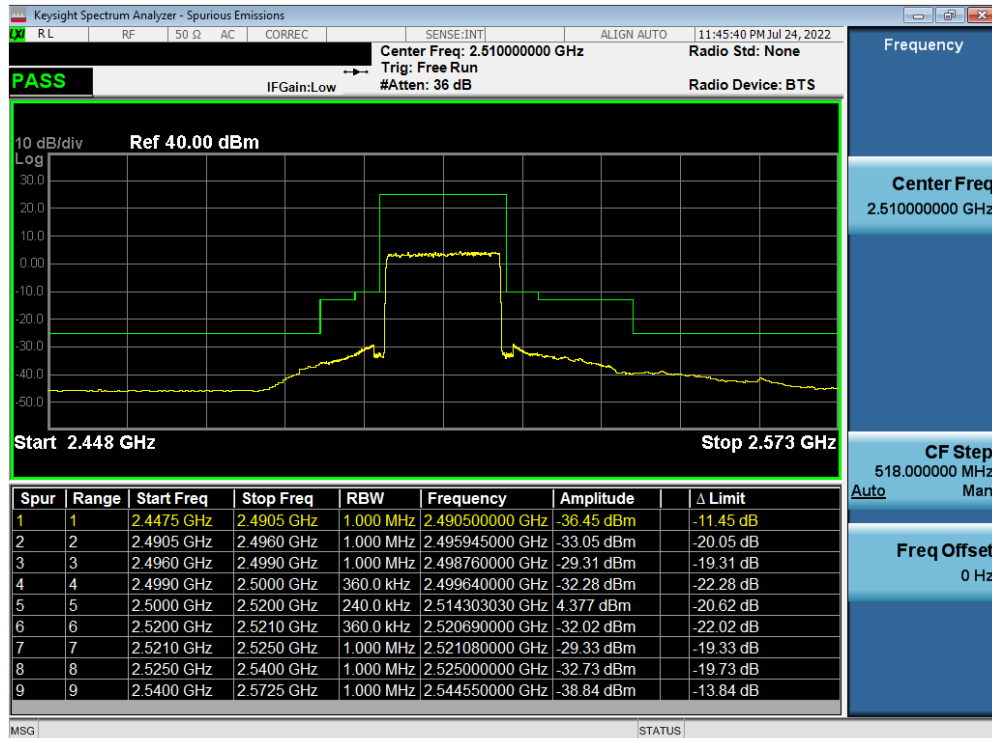 Keysight Spectrum Analyzer - Spurious Emissions
LXI RL RF 50 Ω AC CORREC SENSE:INT ALIGN AUTO 11:45:40 PM Jul 24, 2022
Center Freq: 2.510000000 GHz Radio Std: None
Trig: Free Run
PASS IFGain:Low #Atten: 36 dB Radio Device: BTS
Frequency
10 dB/div Ref 40.00 dBm
Log
30.0
20.0
10.0
0.00
-10.0
-20.0
-30.0
-40.0
-50.0
Start 2.448 GHz Stop 2.573 GHz
Spur Range Start Freq Stop Freq RBW Frequency Amplitude Δ Limit
1 1 2.4475 GHz 2.4905 GHz 1.000 MHz 2.490500000 GHz -36.45 dBm -11.45 dB
2 2 2.4905 GHz 2.4960 GHz 1.000 MHz 2.495945000 GHz -33.05 dBm -20.05 dB
3 3 2.4960 GHz 2.4990 GHz 1.000 MHz 2.498760000 GHz -29.31 dBm -19.31 dB
4 4 2.4990 GHz 2.5000 GHz 360.0 kHz 2.499640000 GHz -32.28 dBm -22.28 dB
5 5 2.5000 GHz 2.5200 GHz 240.0 kHz 2.514303030 GHz 4.377 dBm -20.62 dB
6 6 2.5200 GHz 2.5210 GHz 360.0 kHz 2.520690000 GHz -32.02 dBm -22.02 dB
7 7 2.5210 GHz 2.5250 GHz 1.000 MHz 2.521080000 GHz -29.33 dBm -19.33 dB
8 8 2.5250 GHz 2.5400 GHz 1.000 MHz 2.525000000 GHz -32.73 dBm -19.73 dB
9 9 2.5400 GHz 2.5725 GHz 1.000 MHz 2.544550000 GHz -38.84 dBm -13.84 dB
Center Freq
2.510000000 GHz
CF Step
518.000000 MHz
Auto Man
Freq Offset
0 Hz
MSG STATUS